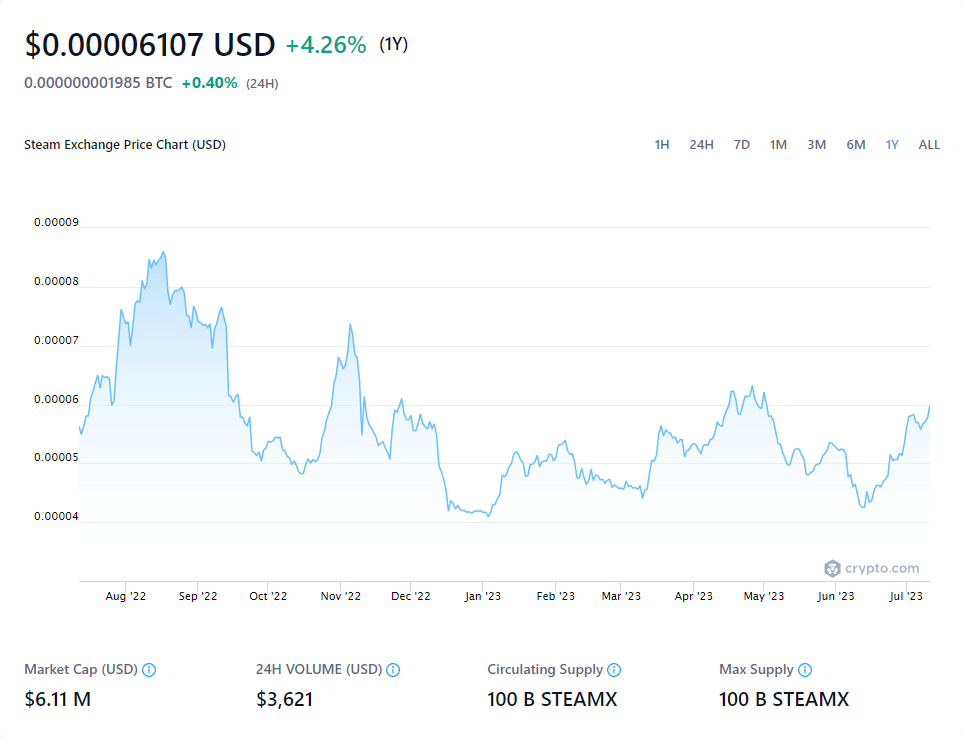 $0.00006107 USD +4.26% (1Y)
0.000000001985 BTC +0.40% (24H)
Steam Exchange Price Chart (USD) 1H 24H 7D 1M 3M 6M 1Y ALL
0.00009
0.00008
0.00007
0.00006
0.00005
0.00004
crypto.com
Aug '22 Sep '22 Oct '22 Nov '22 Dec '22 Jan '23 Feb '23 Mar '23 Apr '23 May '23 Jun '23 Jul '23
Market Cap (USD) 24H VOLUME (USD) Circulating Supply Max Supply
$6.11 M $3,621 100 B STEAMX 100 B STEAMX